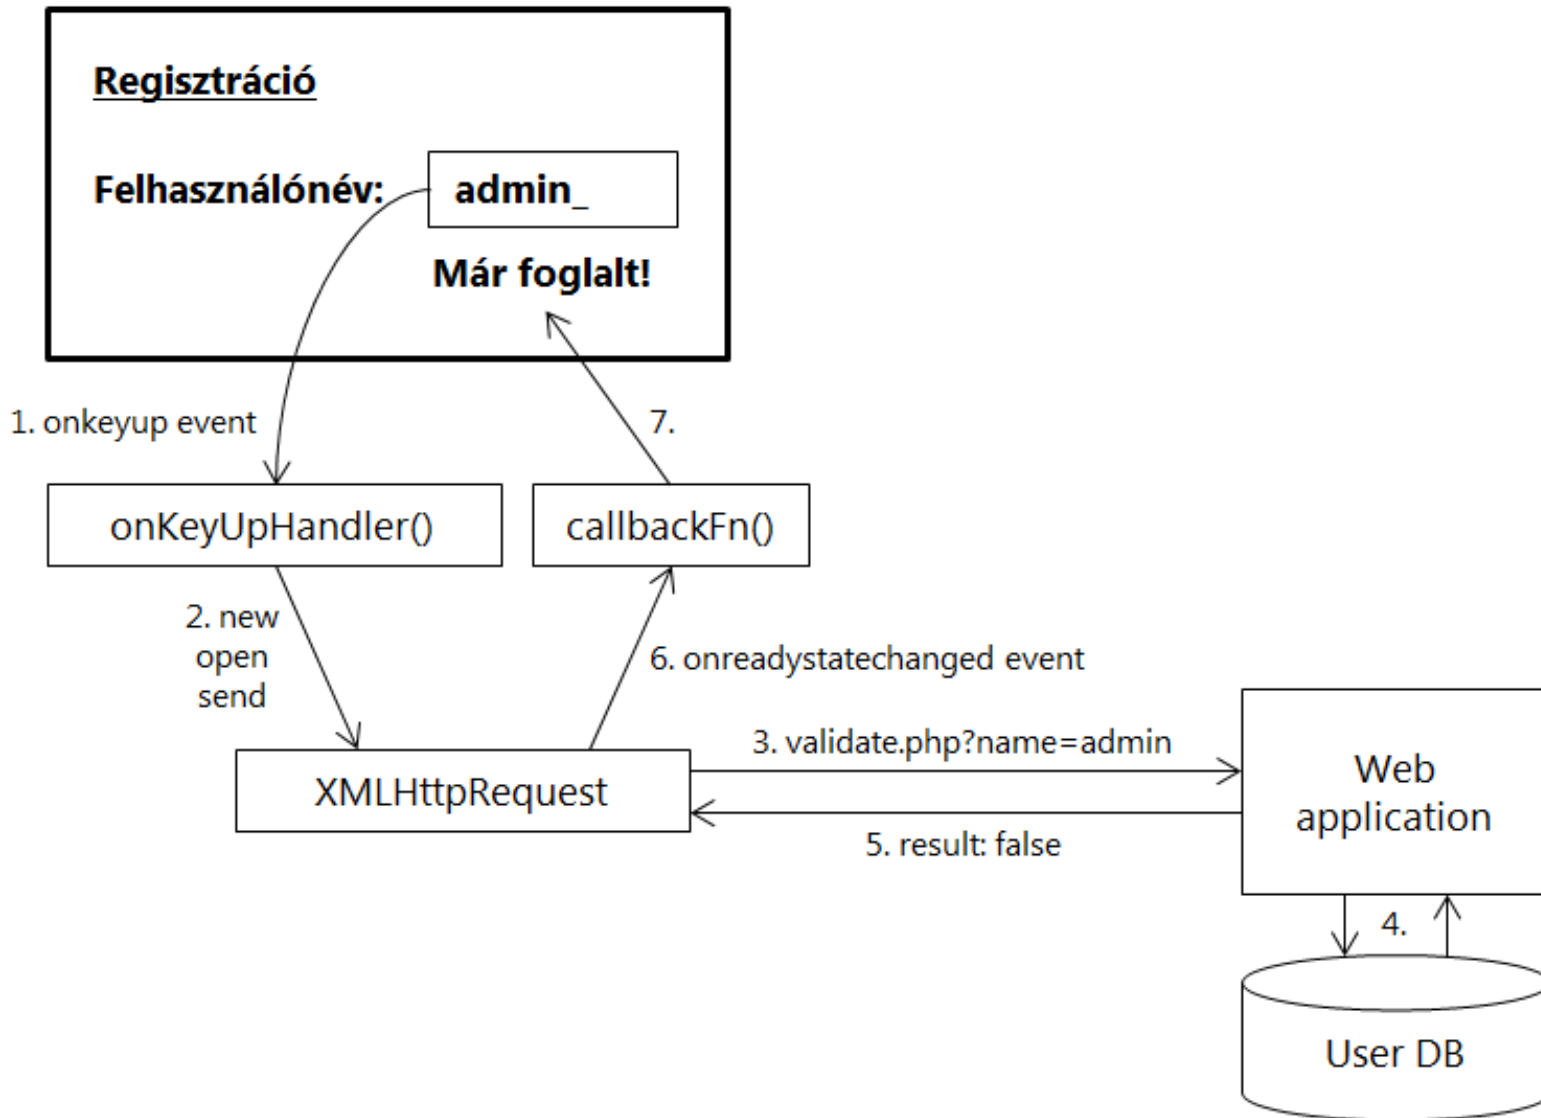 Regisztráció
Felhasználónév:
admin_
Már foglalt!
1. onkeyup event
7.
onKeyUpHandler()
callbackFn()
2. new
open
send
6. onreadystatechanged event
3. validate.php?name=admin
XMLHttpRequest
Web
application
5. result: false
4.
User DB